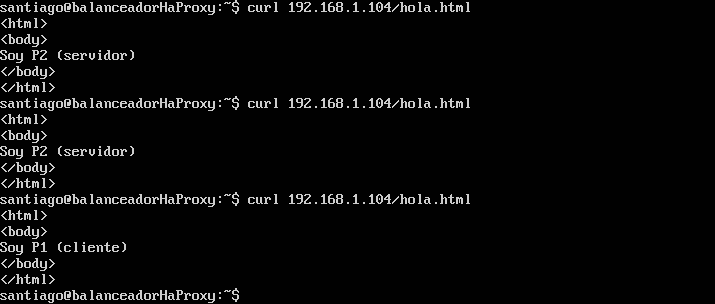 santiago@balanceadorHaProxy:~$ curl 192.168.1.104/hola.html
<html>
<body>
Soy P2 (servidor)
</body>
</html>
santiago@balanceadorHaProxy:~$ curl 192.168.1.104/hola.html
<html>
<body>
Soy P2 (servidor)
</body>
</html>
santiago@balanceadorHaProxy:~$ curl 192.168.1.104/hola.html
<html>
<body>
Soy P1 (cliente)
</body>
</html>
santiago@balanceadorHaProxy:~$